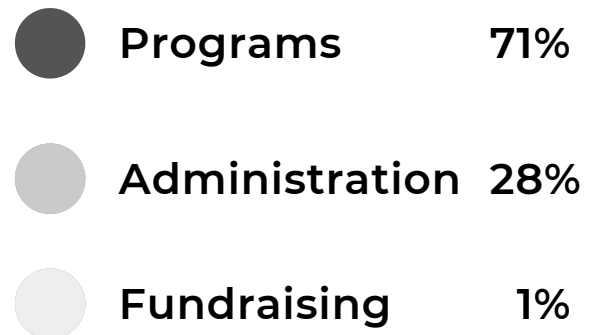 Programs 71%
Administration 28%
Fundraising 1%